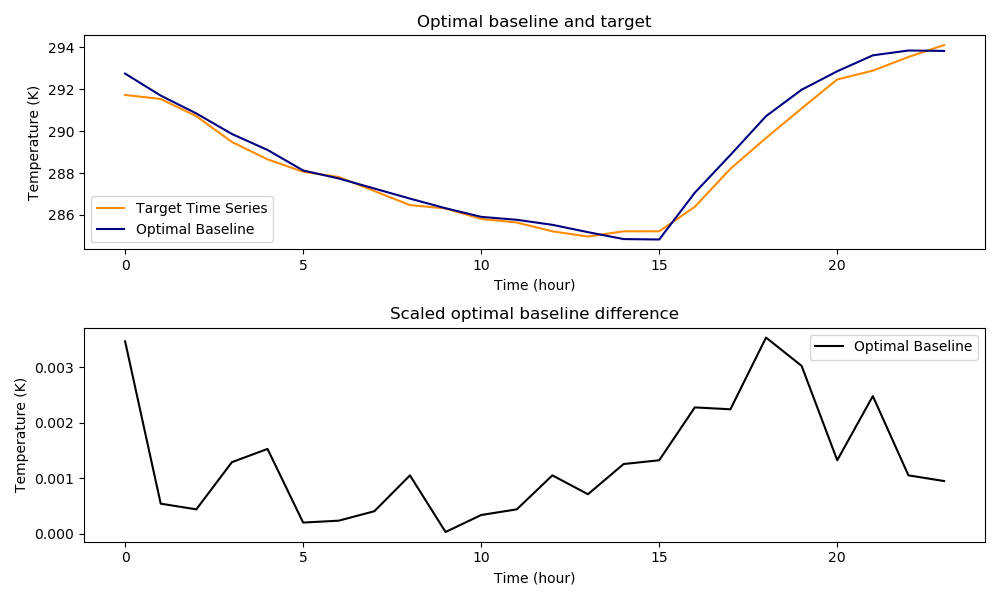 Optimal baseline and target
Temperature (K)
294
292
290
288
286
Target Time Series
Optimal Baseline
0 5 10 15 20
Time (hour)
Scaled optimal baseline difference
Temperature (K)
0.003
0.002
0.001
0.000
Optimal Baseline
0 5 10 15 20
Time (hour)